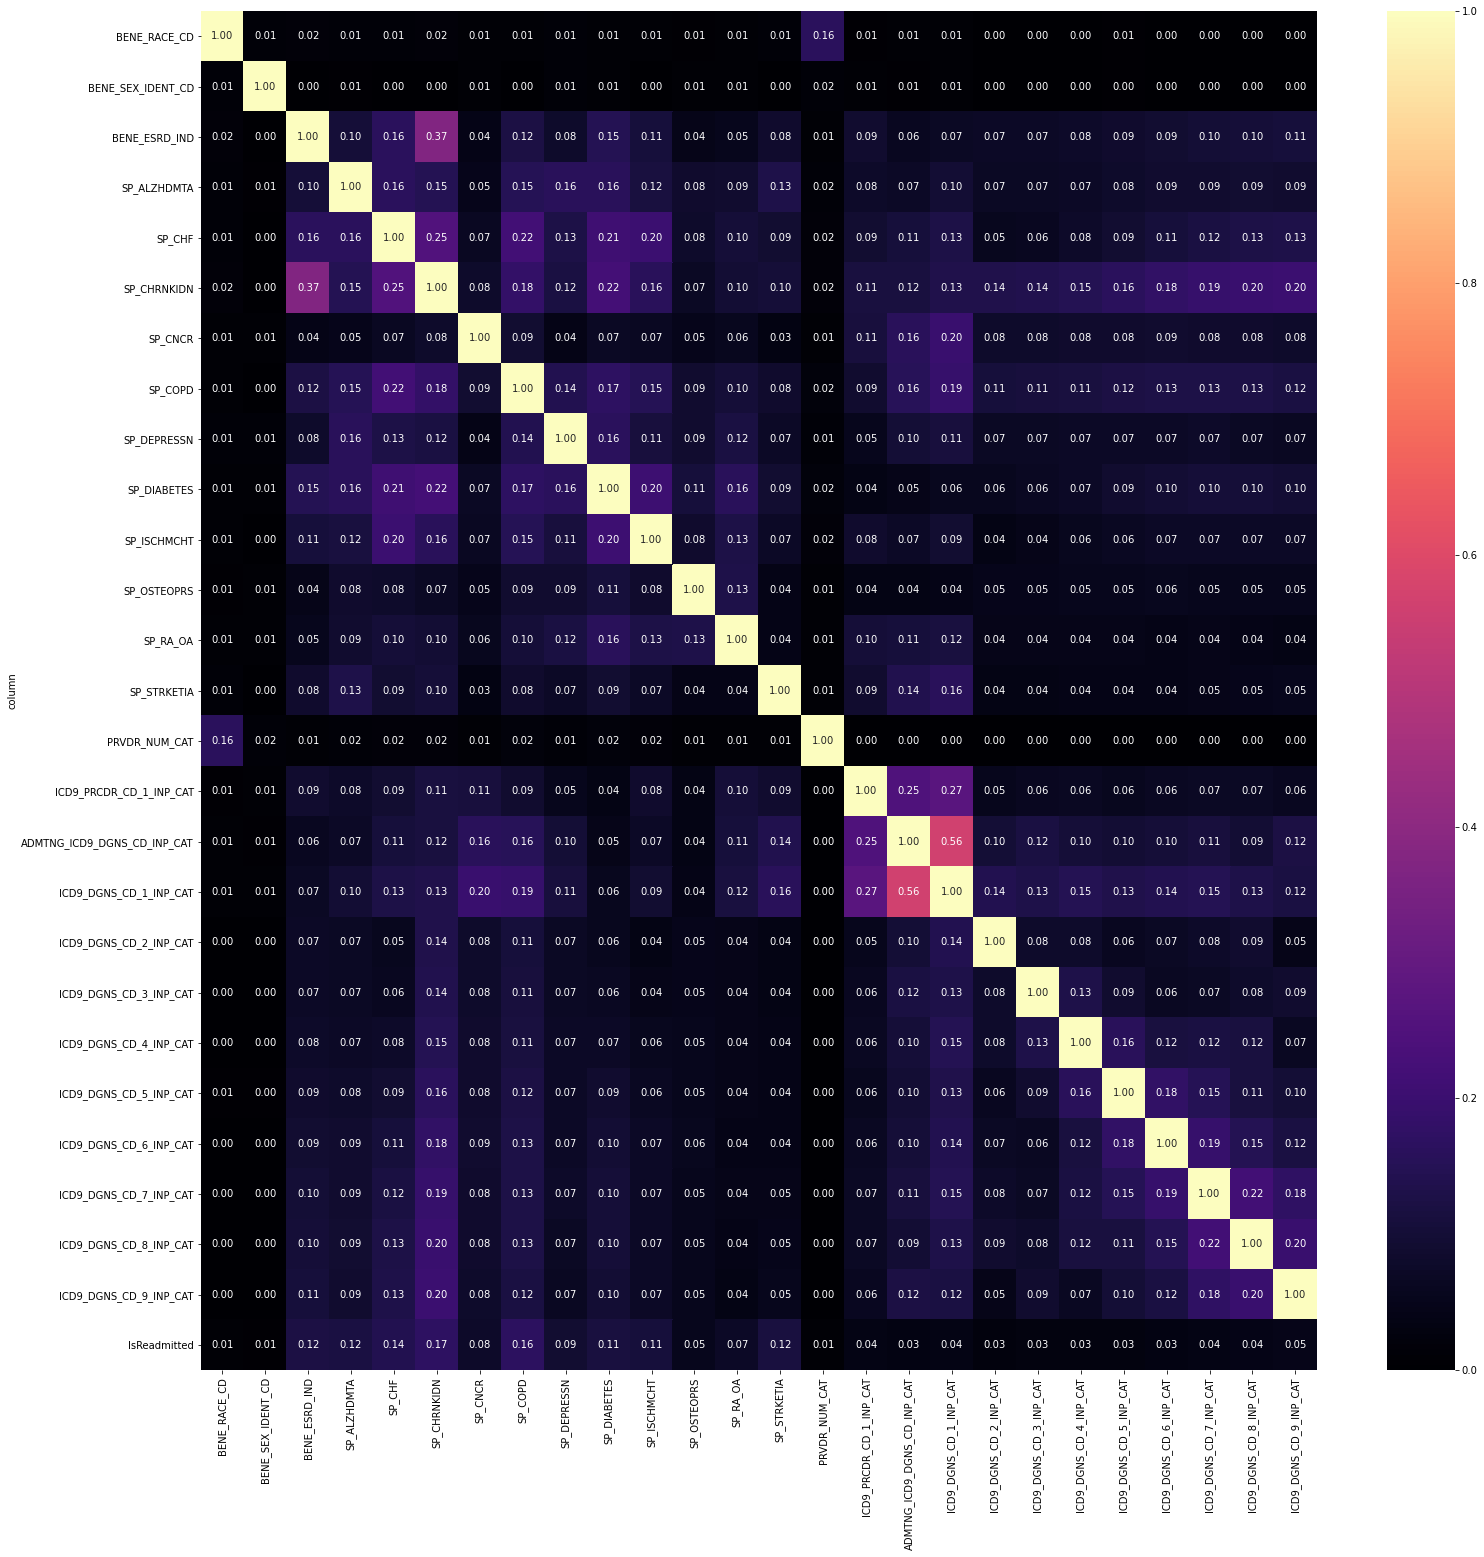 BENE_RACE_CD 1.00 0.01 0.02 0.01 0.01 0.02 0.01 0.01 0.01 0.01 0.01 0.01 0.01 0.01 0.16 0.01 0.01 0.01 0.00 0.00 0.00 0.01 0.00 0.00 0.00 0.00
BENE_SEX_IDENT_CD 0.01 1.00 0.00 0.01 0.00 0.00 0.01 0.00 0.01 0.01 0.00 0.01 0.01 0.00 0.02 0.01 0.01 0.01 0.00 0.00 0.00 0.00 0.00 0.00 0.00 0.00
BENE_ESRD_IND 0.02 0.00 1.00 0.10 0.16 0.37 0.04 0.12 0.08 0.15 0.11 0.04 0.05 0.08 0.01 0.09 0.06 0.07 0.07 0.07 0.08 0.09 0.09 0.10 0.10 0.11
SP_ALZHDMTA 0.01 0.01 0.10 1.00 0.16 0.15 0.05 0.15 0.16 0.16 0.12 0.08 0.09 0.13 0.02 0.08 0.07 0.10 0.07 0.07 0.07 0.08 0.09 0.09 0.09 0.09
SP_CHF 0.01 0.00 0.16 0.16 1.00 0.25 0.07 0.22 0.13 0.21 0.20 0.08 0.10 0.09 0.02 0.09 0.11 0.13 0.05 0.06 0.08 0.09 0.11 0.12 0.13 0.13
SP_CHRNKIDN 0.02 0.00 0.37 0.15 0.25 1.00 0.08 0.18 0.12 0.22 0.16 0.07 0.10 0.10 0.02 0.11 0.12 0.13 0.14 0.14 0.15 0.16 0.18 0.19 0.20 0.20
SP_CNCR 0.01 0.01 0.04 0.05 0.07 0.08 1.00 0.09 0.04 0.07 0.07 0.05 0.06 0.03 0.01 0.11 0.16 0.20 0.08 0.08 0.08 0.08 0.09 0.08 0.08 0.08
SP_COPD 0.01 0.00 0.12 0.15 0.22 0.18 0.09 1.00 0.14 0.17 0.15 0.09 0.10 0.08 0.02 0.09 0.16 0.19 0.11 0.11 0.11 0.12 0.13 0.13 0.13 0.12
SP_DEPRESSN 0.01 0.01 0.08 0.16 0.13 0.12 0.04 0.14 1.00 0.16 0.11 0.09 0.12 0.07 0.01 0.05 0.10 0.11 0.07 0.07 0.07 0.07 0.07 0.07 0.07 0.07
SP_DIABETES 0.01 0.01 0.15 0.16 0.21 0.22 0.07 0.17 0.16 1.00 0.20 0.11 0.16 0.09 0.02 0.04 0.05 0.06 0.06 0.06 0.07 0.09 0.10 0.10 0.10 0.10
SP_ISCHMCHT 0.01 0.00 0.11 0.12 0.20 0.16 0.07 0.15 0.11 0.20 1.00 0.08 0.13 0.07 0.02 0.08 0.07 0.09 0.04 0.04 0.06 0.06 0.07 0.07 0.07 0.07
SP_OSTEOPRS 0.01 0.01 0.04 0.08 0.08 0.07 0.05 0.09 0.09 0.11 0.08 1.00 0.13 0.04 0.01 0.04 0.04 0.04 0.05 0.05 0.05 0.05 0.06 0.05 0.05 0.05
SP_RA_OA 0.01 0.01 0.05 0.09 0.10 0.10 0.06 0.10 0.12 0.16 0.13 0.13 1.00 0.04 0.01 0.10 0.11 0.12 0.04 0.04 0.04 0.04 0.04 0.04 0.04 0.04
SP_STRKETIA 0.01 0.00 0.08 0.13 0.09 0.10 0.03 0.08 0.07 0.09 0.07 0.04 0.04 1.00 0.01 0.09 0.14 0.16 0.04 0.04 0.04 0.04 0.04 0.05 0.05 0.05
PRVDR_NUM_CAT 0.16 0.02 0.01 0.02 0.02 0.02 0.01 0.02 0.01 0.02 0.02 0.01 0.01 0.01 1.00 0.00 0.00 0.00 0.00 0.00 0.00 0.00 0.00 0.00 0.00 0.00
ICD9_PRCDR_CD_1_INP_CAT 0.01 0.01 0.09 0.08 0.09 0.11 0.11 0.09 0.05 0.04 0.08 0.04 0.10 0.09 0.00 1.00 0.25 0.27 0.05 0.06 0.06 0.06 0.06 0.07 0.07 0.06
ADMTNG_ICD9_DGNS_CD_INP_CAT 0.01 0.01 0.06 0.07 0.11 0.12 0.16 0.16 0.10 0.05 0.07 0.04 0.11 0.14 0.00 0.25 1.00 0.56 0.10 0.12 0.10 0.10 0.10 0.11 0.09 0.12
ICD9_DGNS_CD_1_INP_CAT 0.01 0.01 0.07 0.10 0.13 0.13 0.20 0.19 0.11 0.06 0.09 0.04 0.12 0.16 0.00 0.27 0.56 1.00 0.14 0.13 0.15 0.13 0.14 0.15 0.13 0.12
ICD9_DGNS_CD_2_INP_CAT 0.00 0.00 0.07 0.07 0.05 0.14 0.08 0.11 0.07 0.06 0.04 0.05 0.04 0.04 0.00 0.05 0.10 0.14 1.00 0.08 0.08 0.06 0.07 0.08 0.09 0.05
ICD9_DGNS_CD_3_INP_CAT 0.00 0.00 0.07 0.07 0.06 0.14 0.08 0.11 0.07 0.06 0.04 0.05 0.04 0.04 0.00 0.06 0.12 0.13 0.08 1.00 0.13 0.09 0.06 0.07 0.08 0.09
ICD9_DGNS_CD_4_INP_CAT 0.00 0.00 0.08 0.07 0.08 0.15 0.08 0.11 0.07 0.07 0.06 0.05 0.04 0.04 0.00 0.06 0.10 0.15 0.08 0.13 1.00 0.16 0.12 0.12 0.12 0.07
ICD9_DGNS_CD_5_INP_CAT 0.01 0.00 0.09 0.08 0.09 0.16 0.08 0.12 0.07 0.09 0.06 0.05 0.04 0.04 0.00 0.06 0.10 0.13 0.06 0.09 0.16 1.00 0.18 0.15 0.11 0.10
ICD9_DGNS_CD_6_INP_CAT 0.00 0.00 0.09 0.09 0.11 0.18 0.09 0.13 0.07 0.10 0.07 0.06 0.04 0.04 0.00 0.06 0.10 0.14 0.07 0.06 0.12 0.18 1.00 0.19 0.15 0.12
ICD9_DGNS_CD_7_INP_CAT 0.00 0.00 0.10 0.09 0.12 0.19 0.08 0.13 0.07 0.10 0.07 0.05 0.04 0.05 0.00 0.07 0.11 0.15 0.08 0.07 0.12 0.15 0.19 1.00 0.22 0.18
ICD9_DGNS_CD_8_INP_CAT 0.00 0.00 0.10 0.09 0.13 0.20 0.08 0.13 0.07 0.10 0.07 0.05 0.04 0.05 0.00 0.07 0.09 0.13 0.09 0.08 0.12 0.11 0.15 0.22 1.00 0.20
ICD9_DGNS_CD_9_INP_CAT 0.00 0.00 0.11 0.09 0.13 0.20 0.08 0.12 0.07 0.10 0.07 0.05 0.04 0.05 0.00 0.06 0.12 0.12 0.05 0.09 0.07 0.10 0.12 0.18 0.20 1.00
IsReadmitted 0.01 0.01 0.12 0.12 0.14 0.17 0.08 0.16 0.09 0.11 0.11 0.05 0.07 0.12 0.01 0.04 0.03 0.04 0.03 0.03 0.03 0.03 0.03 0.04 0.04 0.05
column
BENE_RACE_CD
BENE_SEX_IDENT_CD
BENE_ESRD_IND
SP_ALZHDMTA
SP_CHF
SP_CHRNKIDN
SP_CNCR
SP_COPD
SP_DEPRESSN
SP_DIABETES
SP_ISCHMCHT
SP_OSTEOPRS
SP_RA_OA
SP_STRKETIA
PRVDR_NUM_CAT
ICD9_PRCDR_CD_1_INP_CAT
ADMTNG_ICD9_DGNS_CD_INP_CAT
ICD9_DGNS_CD_1_INP_CAT
ICD9_DGNS_CD_2_INP_CAT
ICD9_DGNS_CD_3_INP_CAT
ICD9_DGNS_CD_4_INP_CAT
ICD9_DGNS_CD_5_INP_CAT
ICD9_DGNS_CD_6_INP_CAT
ICD9_DGNS_CD_7_INP_CAT
ICD9_DGNS_CD_8_INP_CAT
ICD9_DGNS_CD_9_INP_CAT
1.0
0.8
0.6
0.4
0.2
0.0